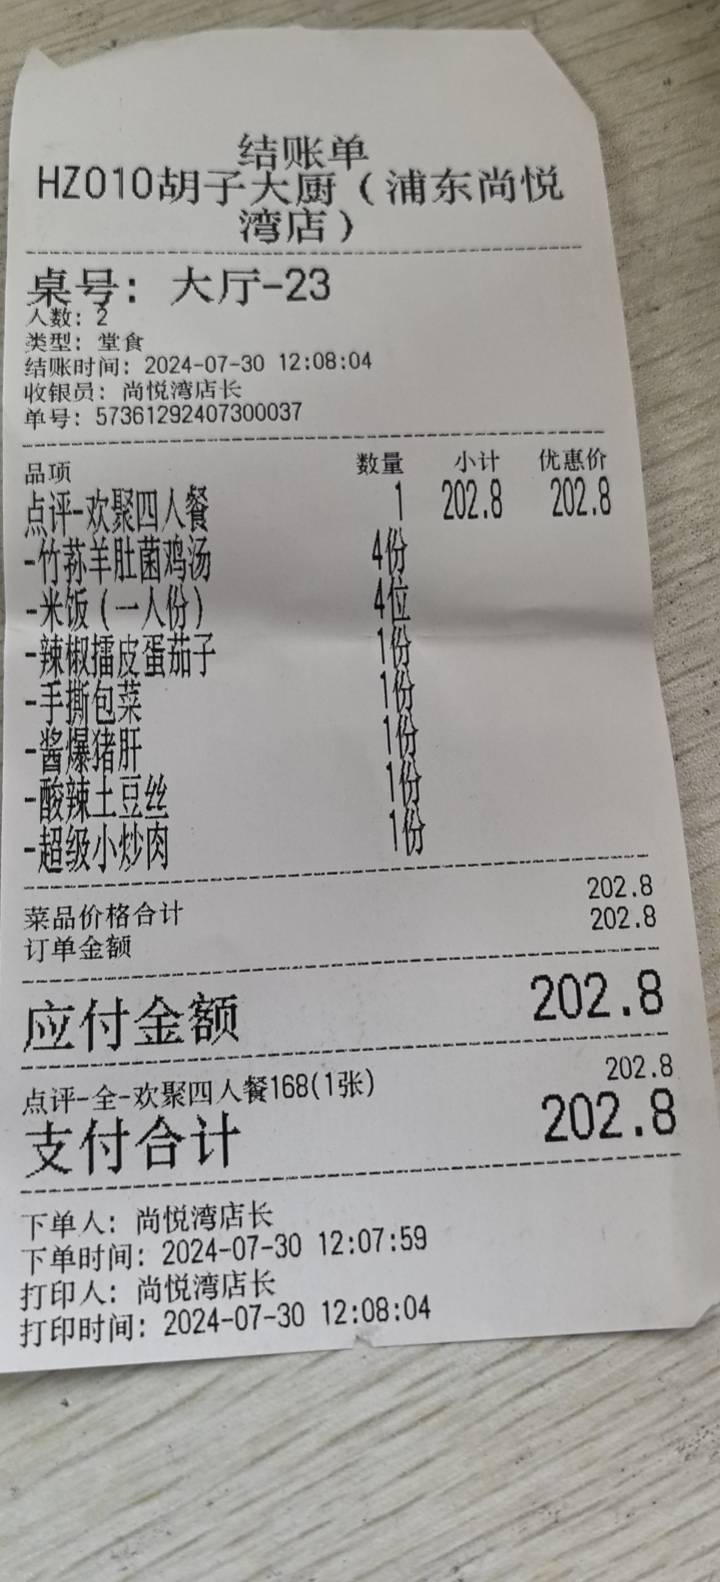 结账单
HZ010胡子大厨（浦东尚悦
湾店）
桌号：大厅-23
人数：2
类型：堂食
结账时间：2024-07-30 12:08:04
收银员：尚悦湾店长
单号：57361292407300037
品项 数量 小计 优惠价
点评-欢聚四人餐 1 202.8 202.8
-竹荪羊肚菌鸡汤 4份
-米饭（一人份） 4位
-辣椒擂皮蛋茄子 1份
-手撕包菜 1份
-酱爆猪肝 1份
-酸辣土豆丝 1份
-超级小炒肉 1份
菜品价格合计 202.8
订单金额 202.8
应付金额 202.8
点评-全-欢聚四人餐168(1张) 202.8
支付合计 202.8
下单人：尚悦湾店长
下单时间：2024-07-30 12:07:59
打印人：尚悦湾店长
打印时间：2024-07-30 12:08:04